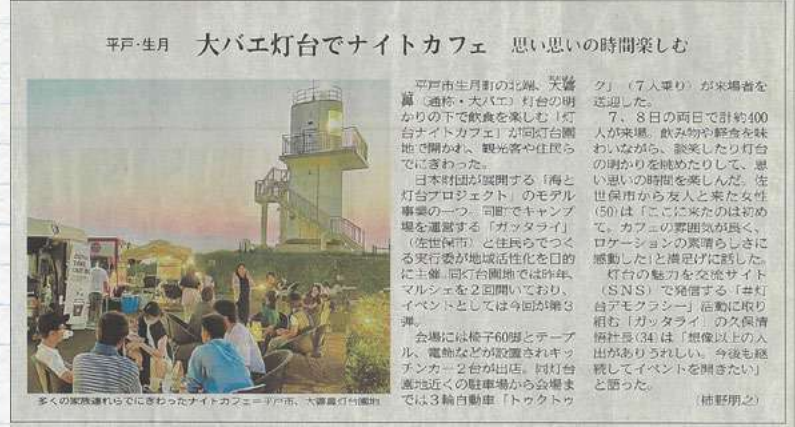 平戸・生月 大バエ灯台でナイトカフェ 思い思いの時間楽しむ
平戸市生月町の北端、大碆
鼻（通称・大バエ）灯台の明
かりの下で飲食を楽しむ「灯
台ナイトカフェ」が同灯台園
地で開かれ、観光客や住民ら
でにぎわった。
日本財団が展開する「海と
灯台プロジェクト」のモデル
事業の一つ。同町でキャンプ
場を運営する「ガッタライ」
（佐世保市）と住民らでつく
る実行委が地域活性化を目的
に主催。同灯台園地では昨年、
マルシェを２回開いており、
イベントとしては今回が第３
弾。
会場には椅子60脚とテーブ
ル、電飾などが設置されキッ
チンカー２台が出店。同灯台
園地近くの駐車場から会場ま
では３輪自動車「トゥクトゥ
ク」（７人乗り）が来場者を
送迎した。
７、８日の両日で計約400
人が来場。飲み物や軽食を味
わいながら、談笑したり灯台
の明かりを眺めたりして、思
い思いの時間を楽しんだ。佐
世保市から友人と来た女性
(50)は「ここに来たのは初め
て。カフェの雰囲気が良く、
ロケーションの素晴らしさに
感動した」と満足げに話した。
灯台の魅力を交流サイト
（ＳＮＳ）で発信する「＃灯
台デモクラシー」活動に取り
組む「ガッタライ」の久保
社長(34)は「想像以上の人
出がありうれしい。今後も継
続してイベントを開きたい」
と語った。
（柿野朋之）
多くの家族連れらでにぎわったナイトカフェ＝平戸市、大碆鼻灯台園地